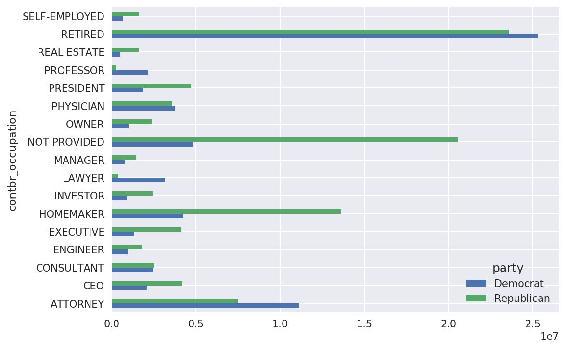 contbr_occupation
SELF-EMPLOYED
RETIRED
REAL ESTATE
PROFESSOR
PRESIDENT
PHYSICIAN
OWNER
NOT PROVIDED
MANAGER
LAWYER
INVESTOR
HOMEMAKER
EXECUTIVE
ENGINEER
CONSULTANT
CEO
ATTORNEY
party
Democrat
Republican
0.0 0.5 1.0 1.5 2.0 2.5
1e7